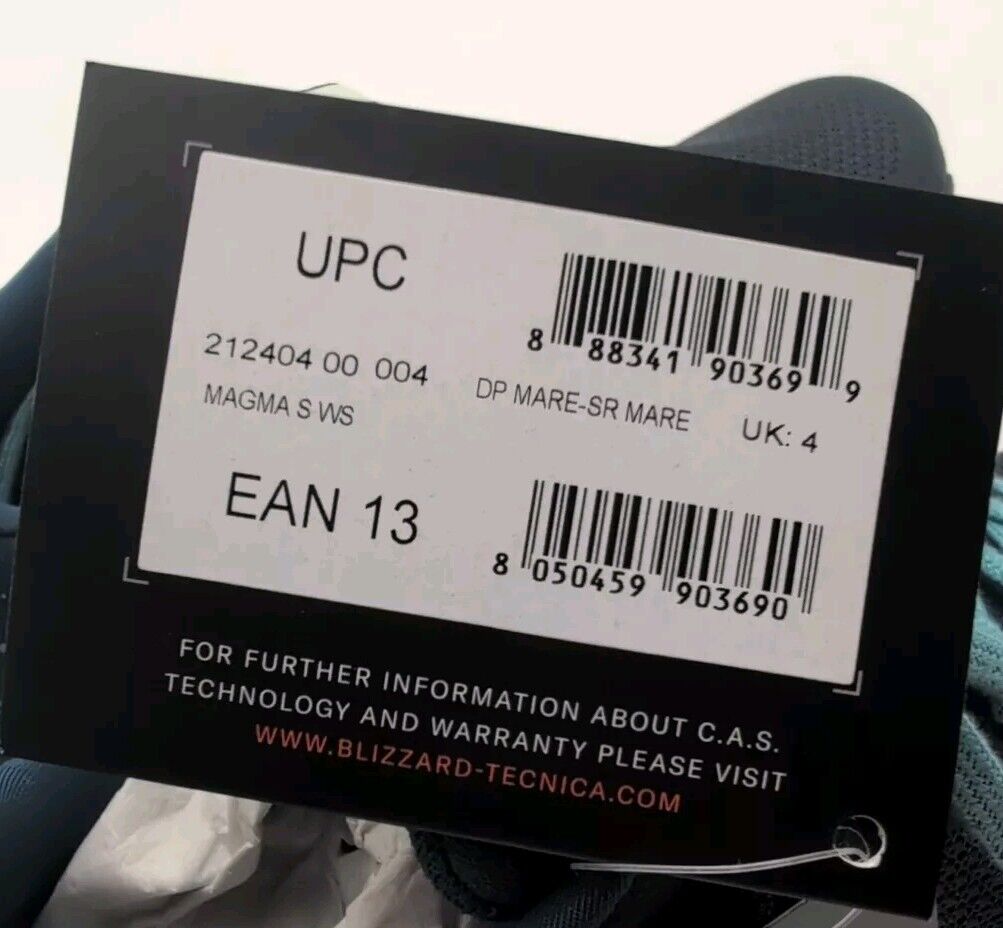 UPC
8 88341 90369 9
212404 00 004
DP MARE-SR MARE UK: 4
MAGMA S WS
EAN 13
8 050459 903690
FOR FURTHER INFORMATION ABOUT C.A.S.
TECHNOLOGY AND WARRANTY PLEASE VISIT
WWW.BLIZZARD-TECNICA.COM